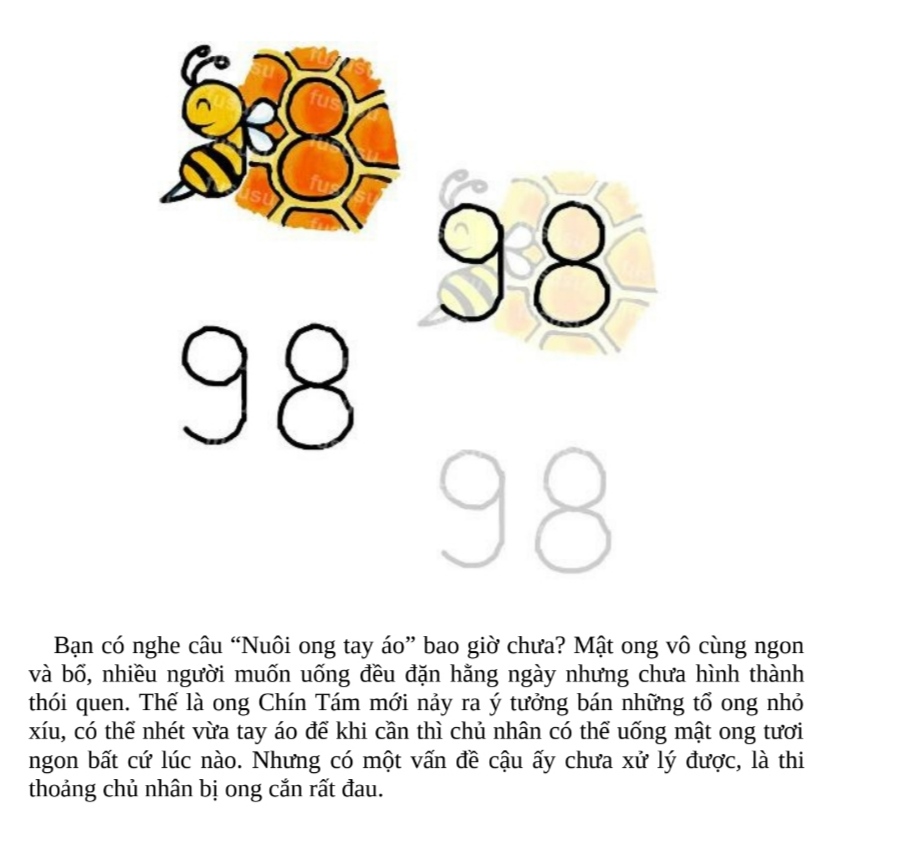 98
98
98
Bạn có nghe câu “Nuôi ong tay áo” bao giờ chưa? Mật ong vô cùng ngon
và bổ, nhiều người muốn uống đều đặn hằng ngày nhưng chưa hình thành
thói quen. Thế là ong Chín Tám mới nảy ra ý tưởng bán những tổ ong nhỏ
xíu, có thể nhét vừa tay áo để khi cần thì chủ nhân có thể uống mật ong tươi
ngon bất cứ lúc nào. Nhưng có một vấn đề cậu ấy chưa xử lý được, là thi
thoảng chủ nhân bị ong cắn rất đau.